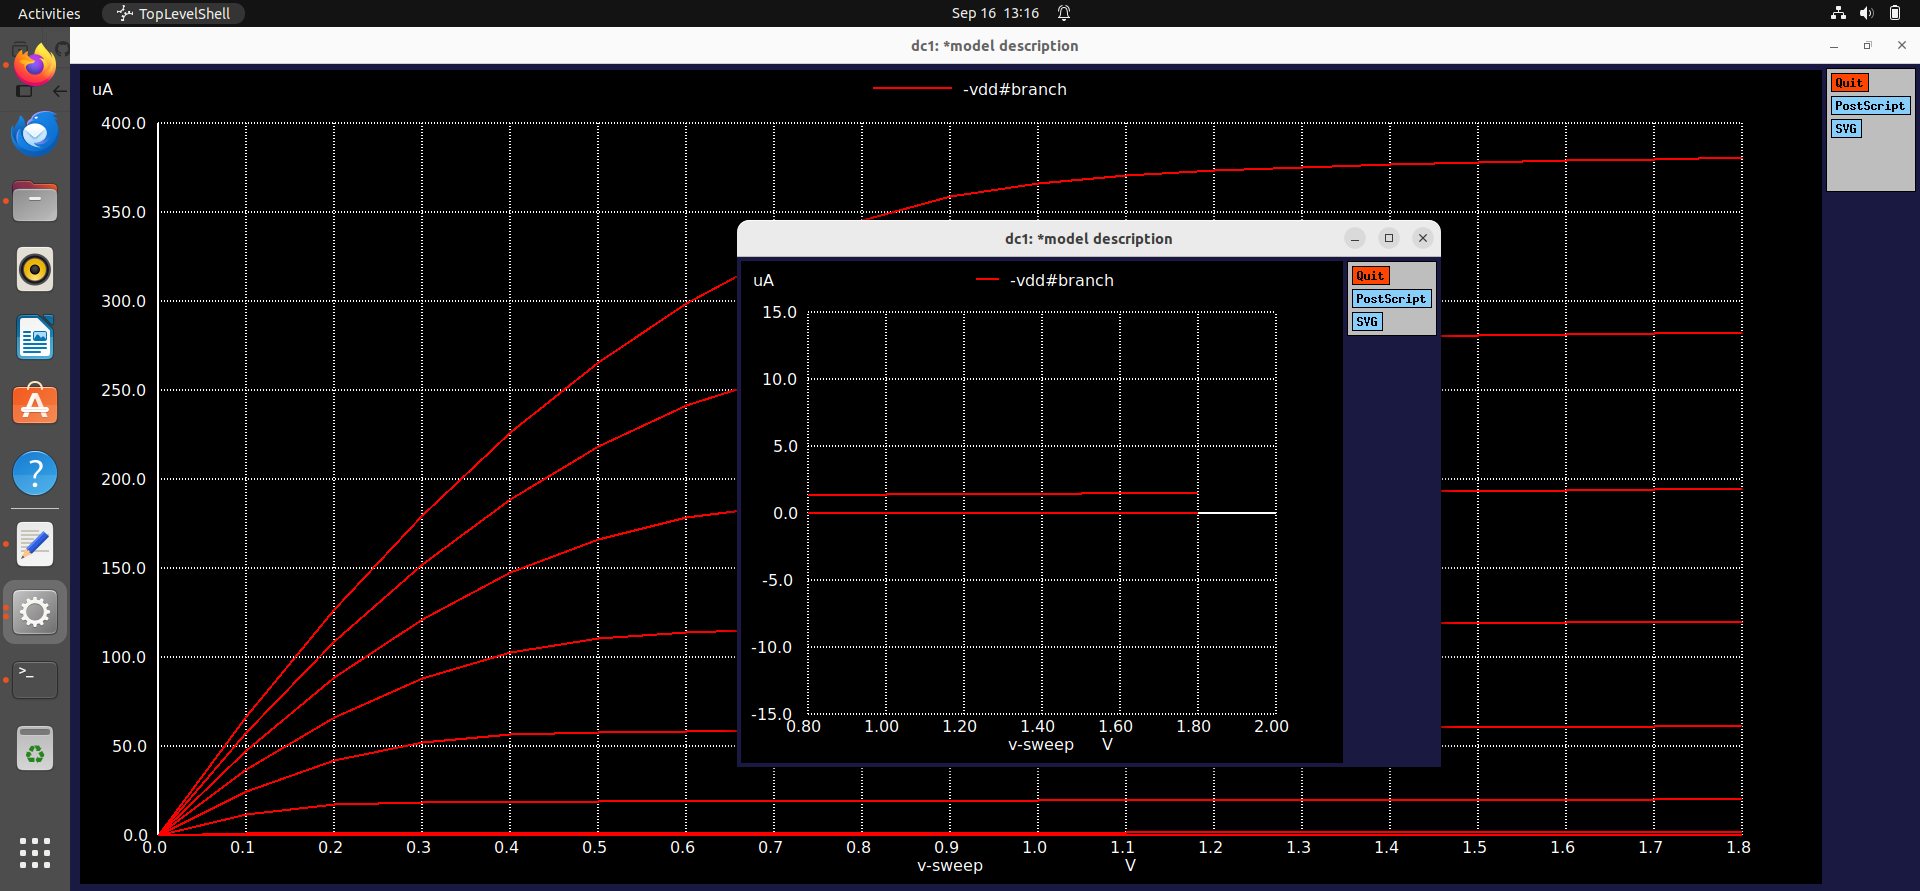 Activities
TopLevelShell
Sep 16 13:16
dc1: *model description
uA
-vdd#branch
Quit
PostScript
SVG
400.0
350.0
300.0
250.0
200.0
150.0
100.0
50.0
0.0
0.0 0.1 0.2 0.3 0.4 0.5 0.6 0.7 0.8 0.9 1.0 1.1 1.2 1.3 1.4 1.5 1.6 1.7 1.8
v-sweep V
dc1: *model description
uA
-vdd#branch
Quit
PostScript
SVG
15.0
10.0
5.0
0.0
-5.0
-10.0
-15.0
0.80 1.00 1.20 1.40 1.60 1.80 2.00
v-sweep V